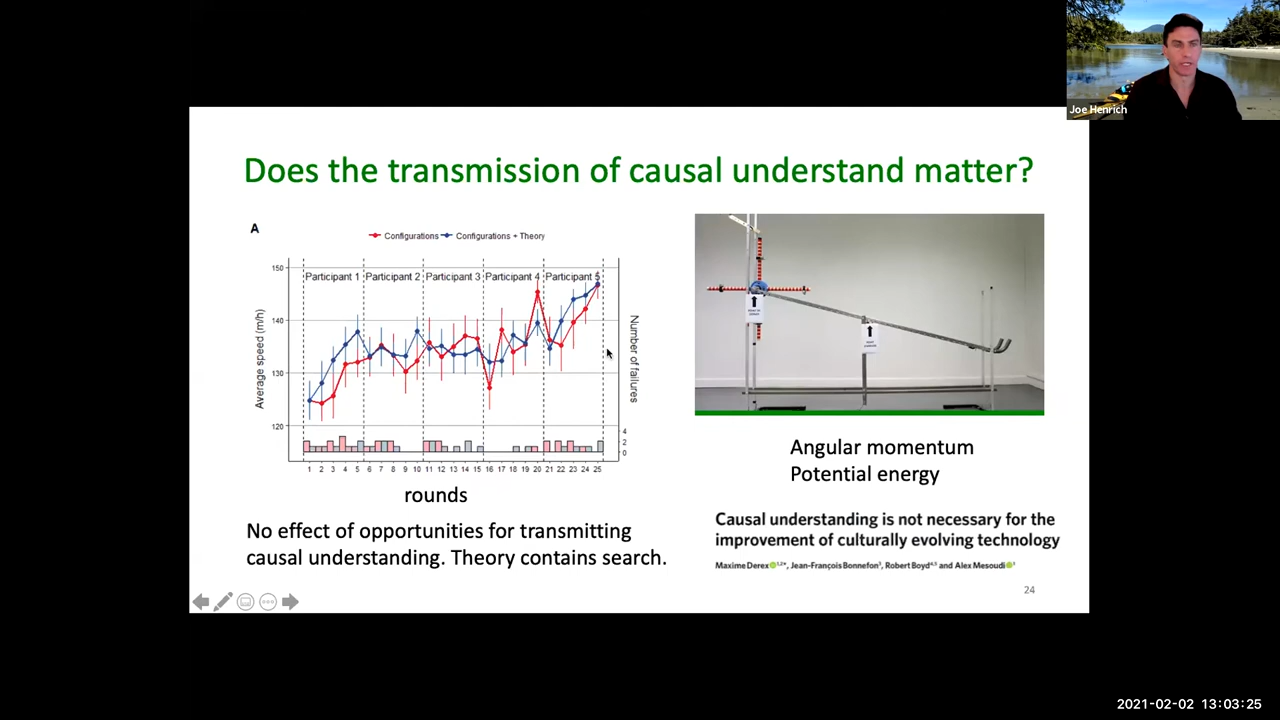 Joe Henrich
Does the transmission of causal understand matter?
A
Configurations Configurations + Theory
Participant 1 Participant 2 Participant 3 Participant 4 Participant 5
150
140
130
120
Average speed (m/h)
Number of failures
4
2
0
1 2 3 4 5 6 7 8 9 10 11 12 13 14 15 16 17 18 19 20 21 22 23 24 25
rounds
No effect of opportunities for transmitting
causal understanding. Theory contains search.
Angular momentum
Potential energy
Causal understanding is not necessary for the
improvement of culturally evolving technology
Maxime Derex, Jean-François Bonnefon, Robert Boyd and Alex Mesoudi
24
2021-02-02 13:03:25